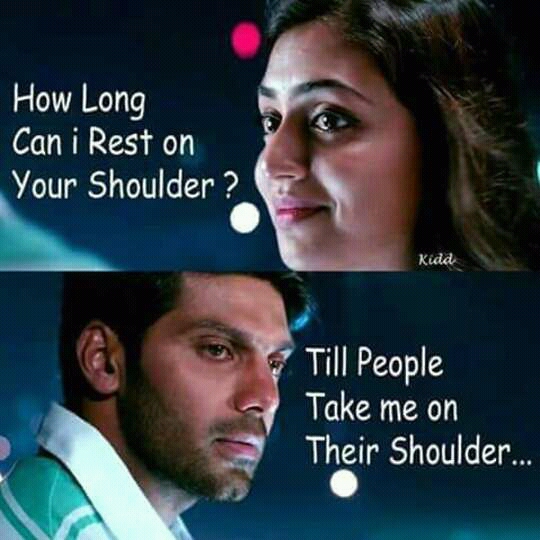 How Long
Can i Rest on
Your Shoulder ?
Kidd
Till People
Take me on
Their Shoulder...